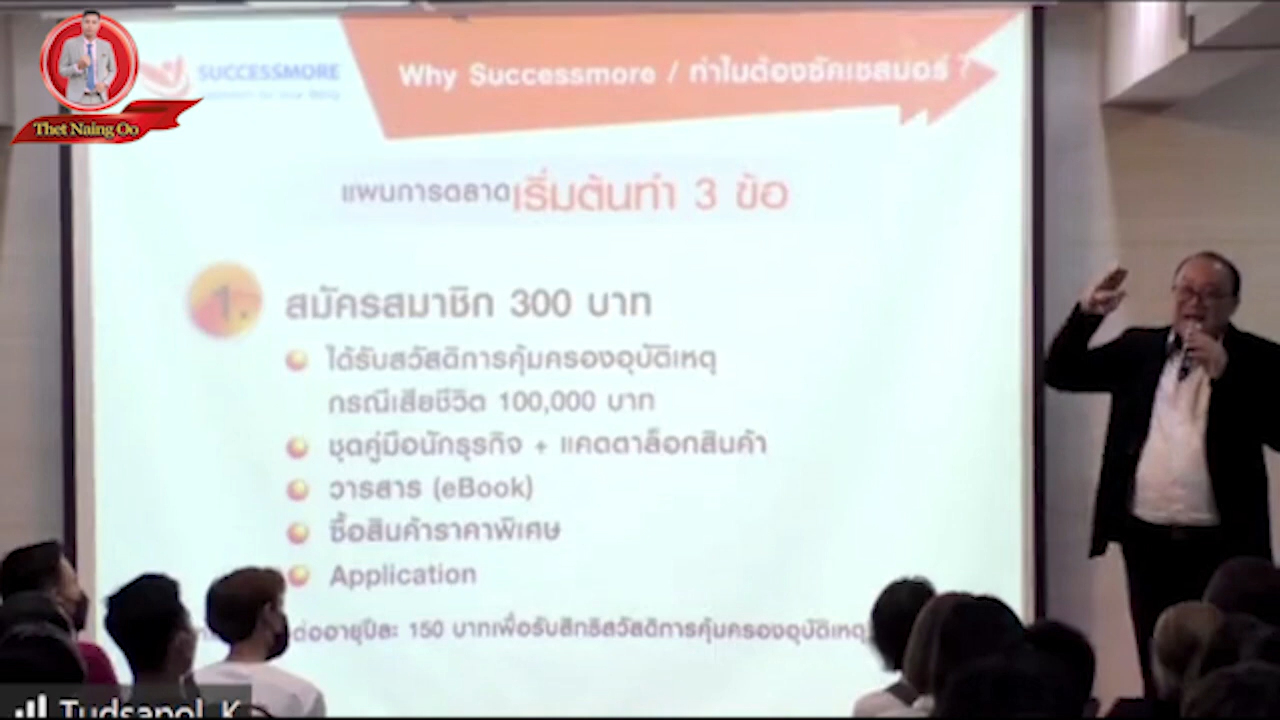 Thet Naing Oo
SUCCESSMORE
Why Successmore / ทำไมต้องซัคเซสมอร์ ?
แผนการตลาดเริ่มต้นทำ 3 ข้อ
1.
สมัครสมาชิก 300 บาท
ได้รับสวัสดิการคุ้มครองอุบัติเหตุ
กรณีเสียชีวิต 100,000 บาท
ชุดคู่มือนักธุรกิจ + แคตตาล็อกสินค้า
วารสาร (eBook)
ซื้อสินค้าราคาพิเศษ
Application
ต่ออายุปีละ 150 บาทเพื่อรับสิทธิสวัสดิการคุ้มครองอุบัติเหตุ
Tudsapol K